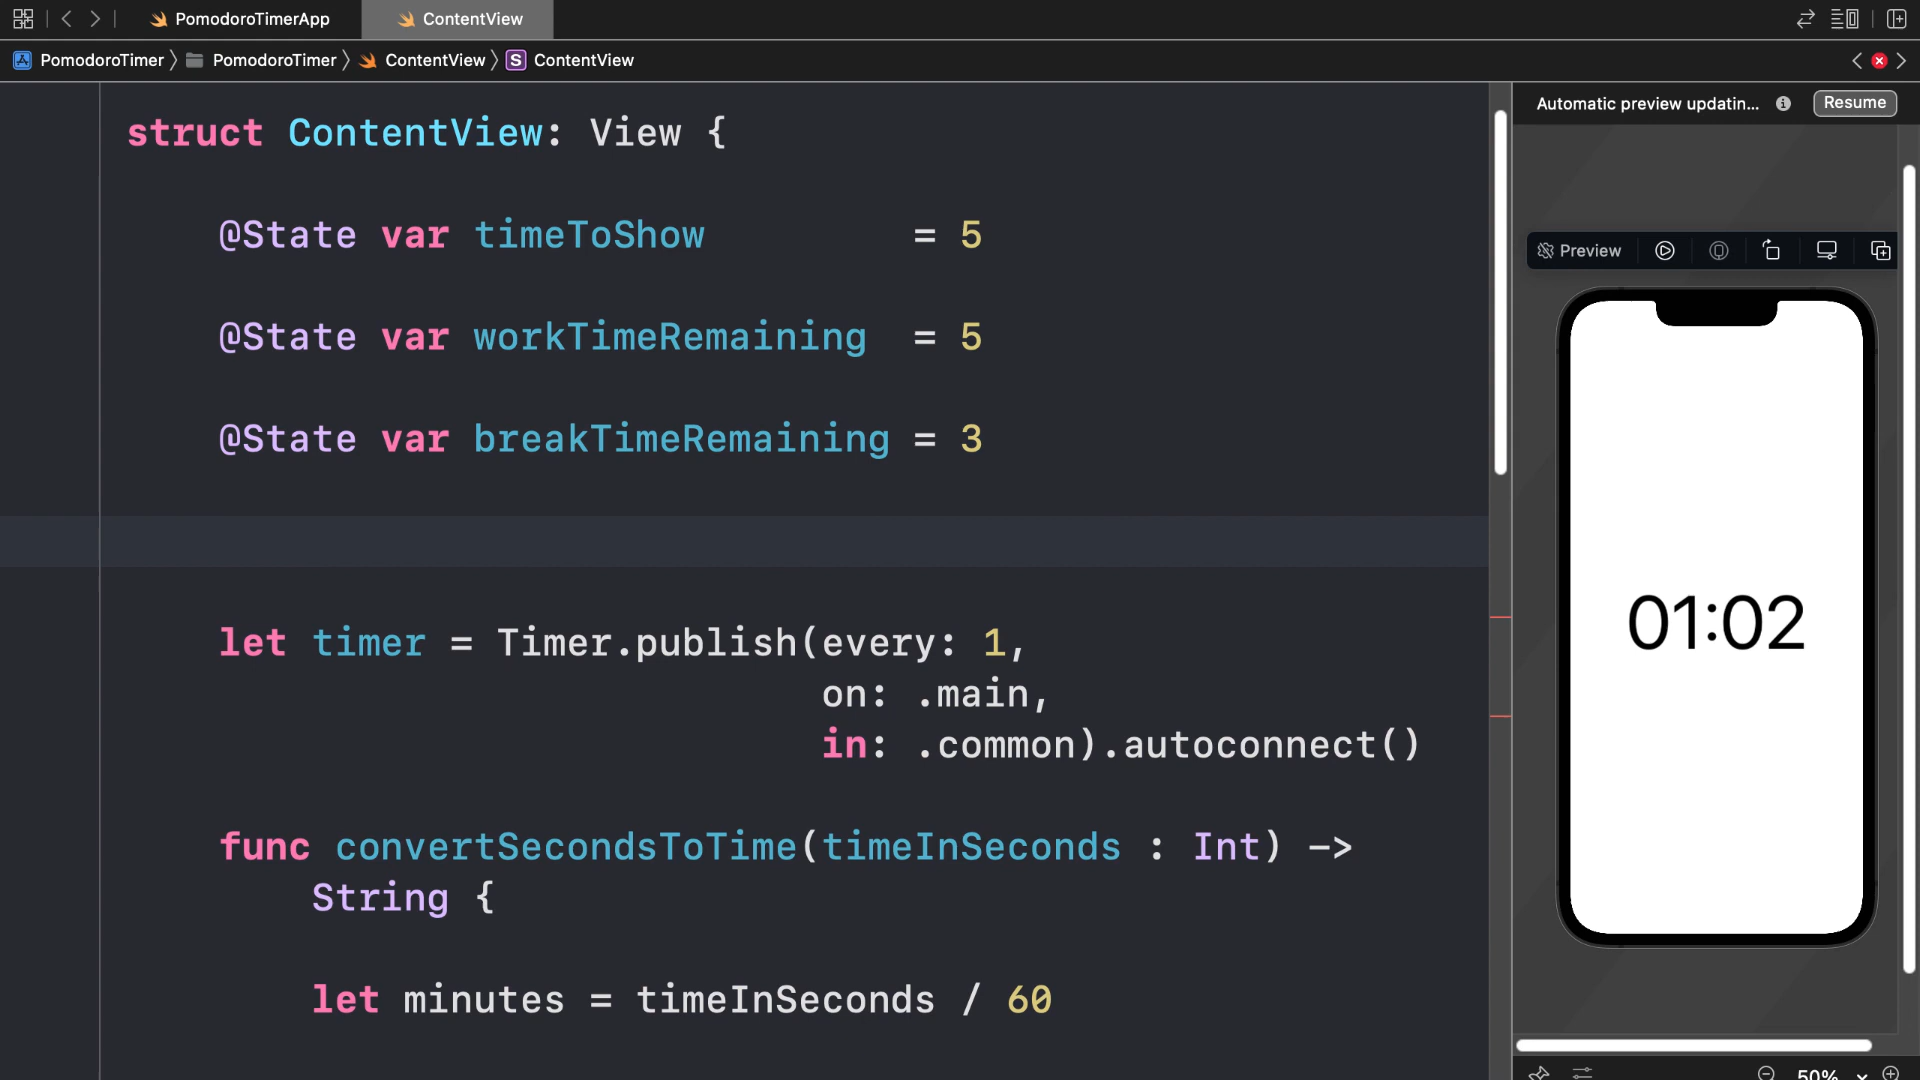 PomodoroTimerApp
ContentView
PomodoroTimer 〉 PomodoroTimer 〉 ContentView 〉 S ContentView
Automatic preview updatin... Resume
struct ContentView: View {
@State var timeToShow = 5
@State var workTimeRemaining = 5
@State var breakTimeRemaining = 3
let timer = Timer.publish(every: 1,
on: .main,
in: .common).autoconnect()
func convertSecondsToTime(timeInSeconds : Int) ->
String {
let minutes = timeInSeconds / 60
Preview
01:02
50%